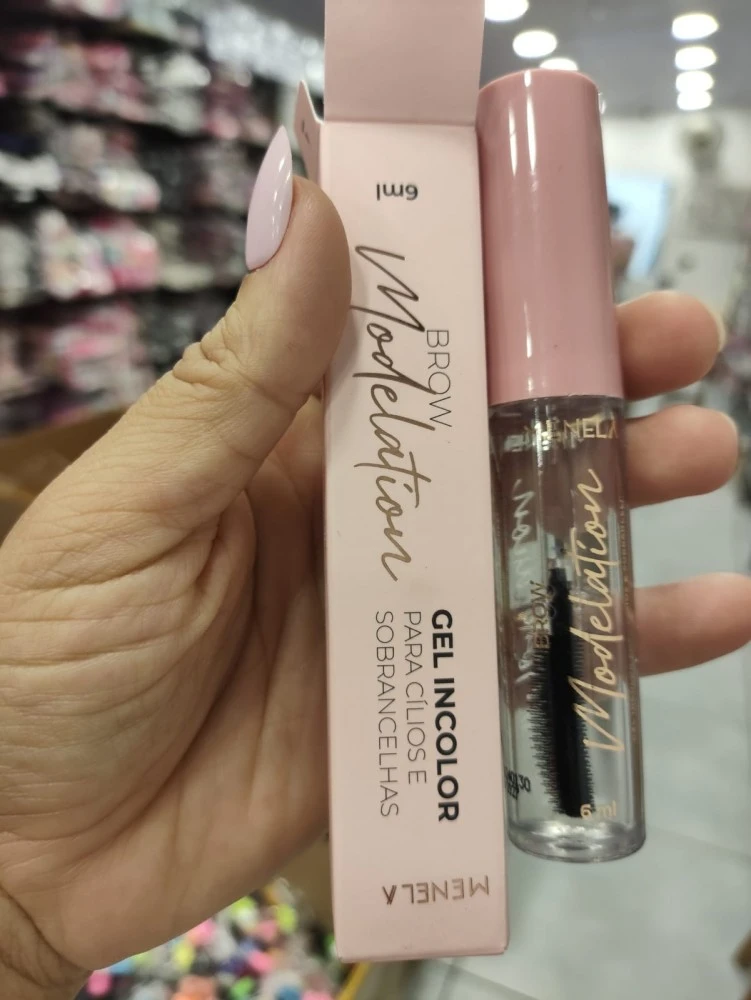 6ml
BROW
Modelation
GEL INCOLOR
PARA CÍLIOS E
SOBRANCELHAS
MENELA
MENELA
BROW
Modelation
6ml